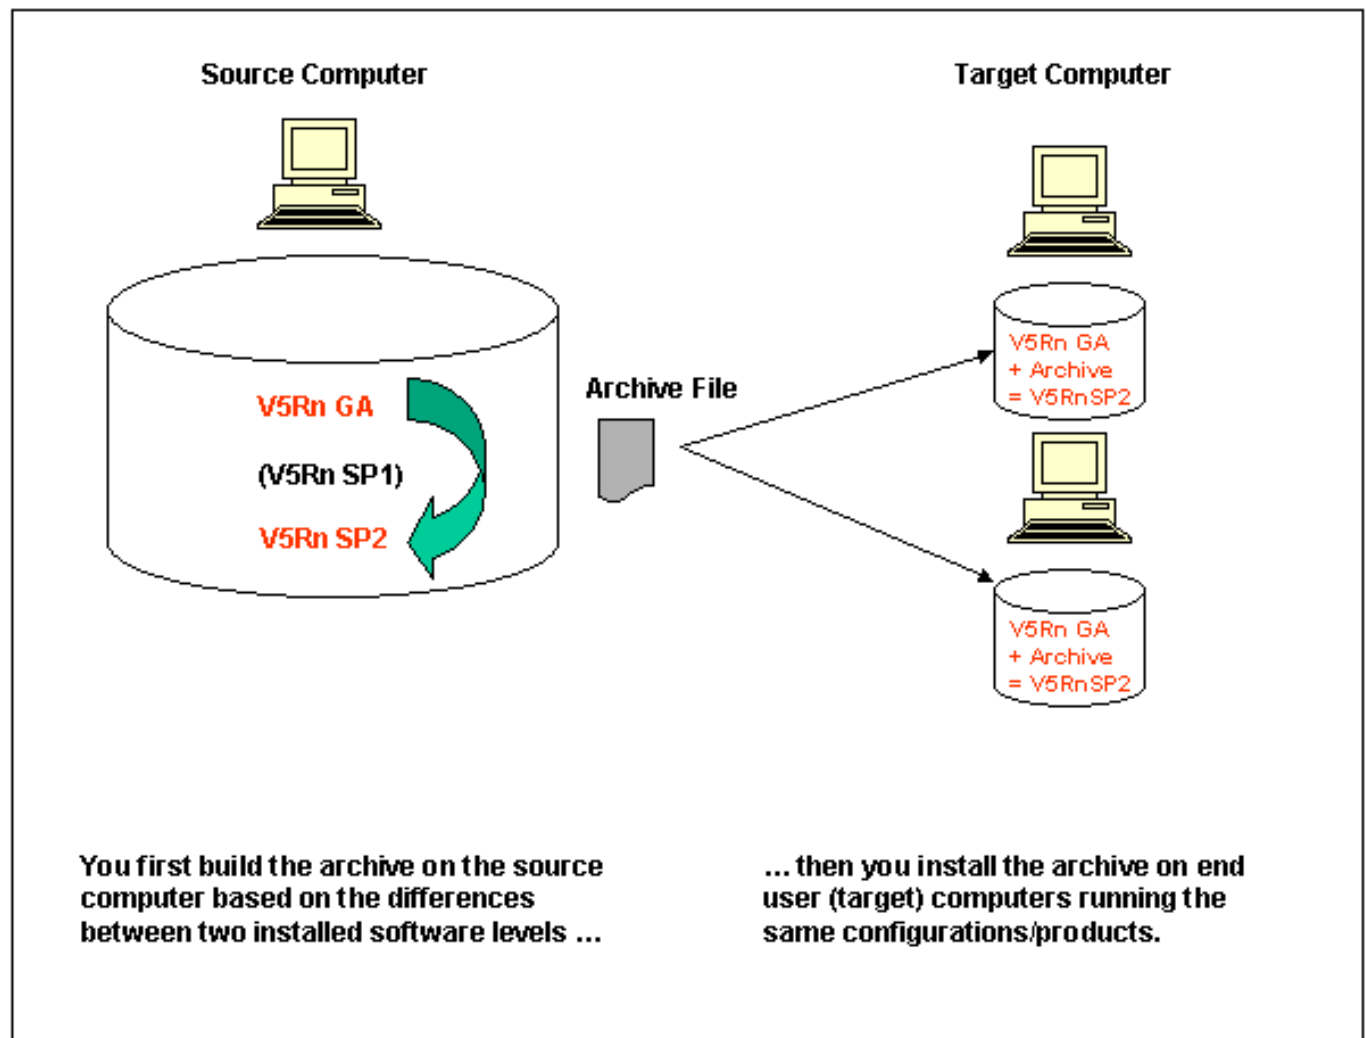 Source Computer
Target Computer
V5Rn GA
(V5Rn SP1)
V5Rn SP2
Archive File
V5Rn GA
+ Archive
= V5RnSP2
V5Rn GA
+ Archive
= V5RnSP2
You first build the archive on the source
computer based on the differences
between two installed software levels ...
... then you install the archive on end
user (target) computers running the
same configurations/products.